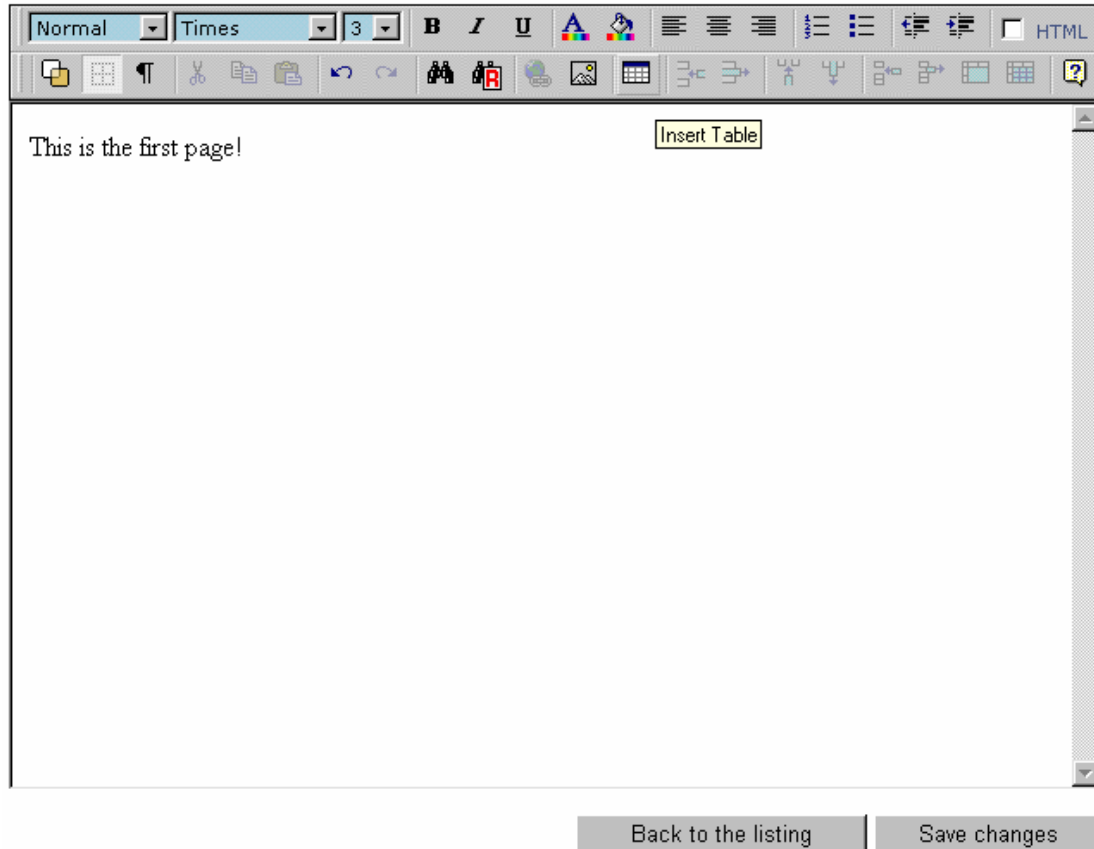 Normal Times 3 B I U A HTML
¶ R ?
Insert Table
This is the first page!
Back to the listing Save changes